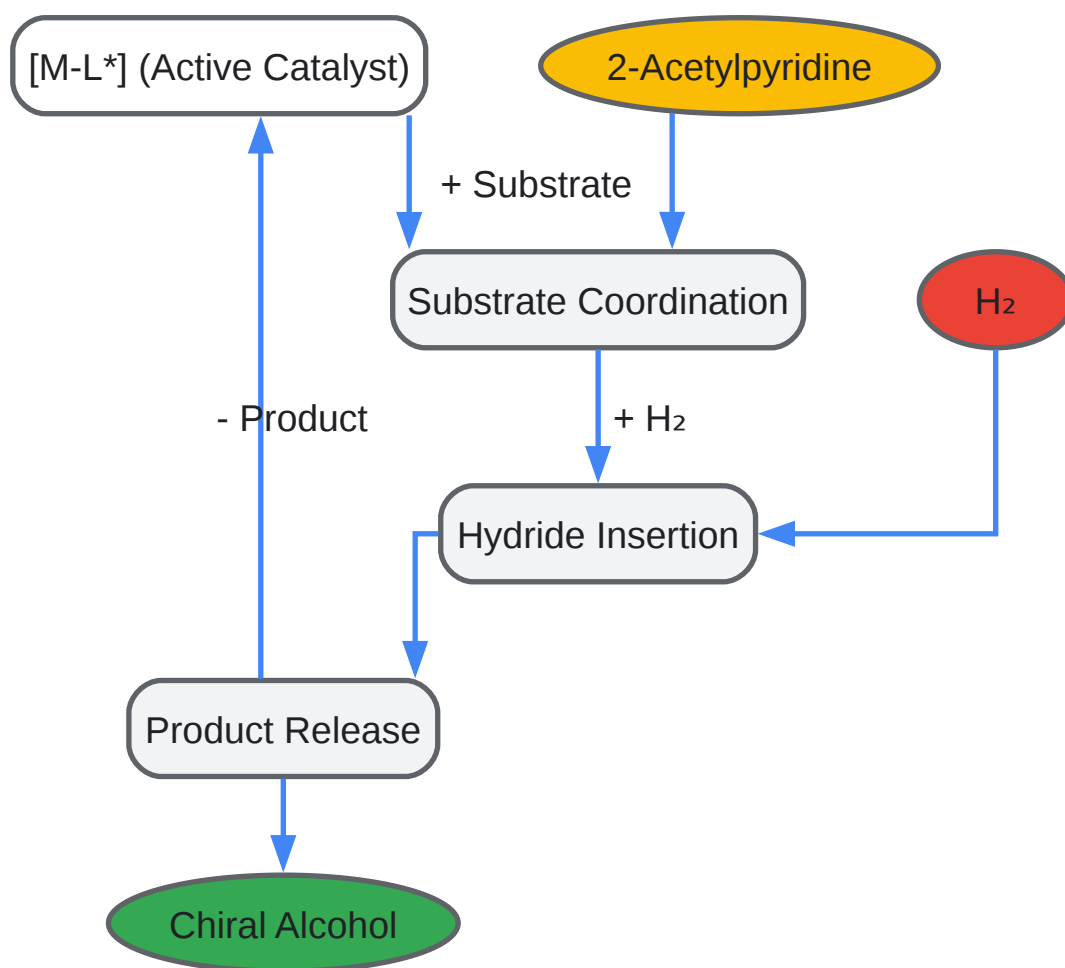 [M-L*] (Active Catalyst)
2-Acetylpyridine
+ Substrate
Substrate Coordination
H₂
- Product
+ H₂
Hydride Insertion
Product Release
Chiral Alcohol